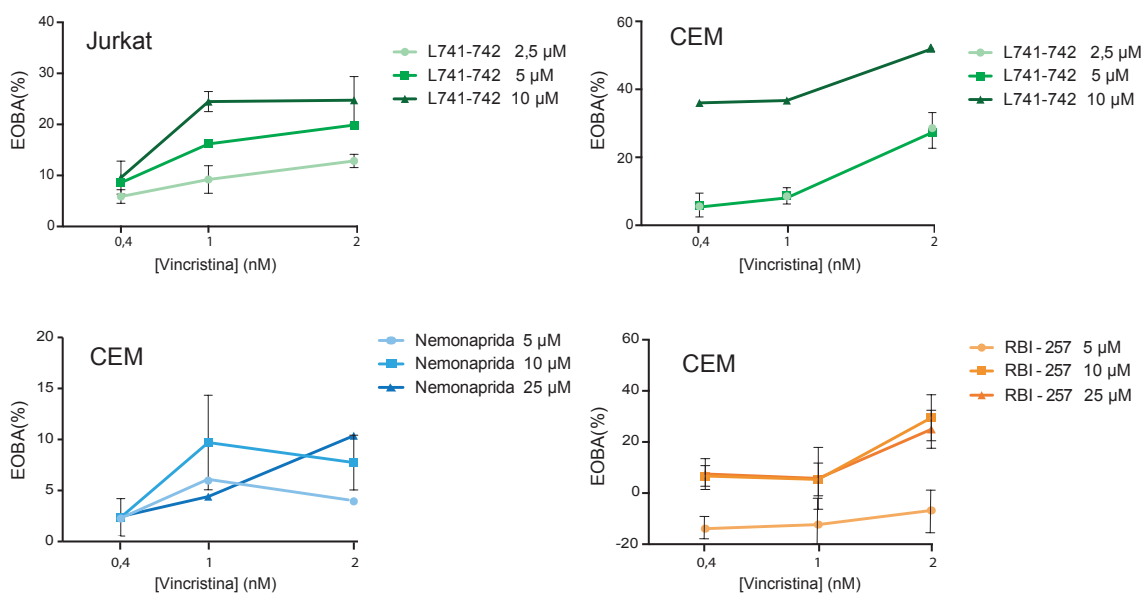 Jurkat
EOBA(%)
40
30
20
10
0
0,4
1
2
[Vincristina] (nM)
L741-742 2,5 µM
L741-742 5 µM
L741-742 10 µM
CEM
EOBA(%)
60
40
20
0
0,4
1
2
[Vincristina] (nM)
L741-742 2,5 µM
L741-742 5 µM
L741-742 10 µM
CEM
EOBA(%)
20
15
10
5
0
0,4
1
2
[Vincristina] (nM)
Nemonaprida 5 µM
Nemonaprida 10 µM
Nemonaprida 25 µM
CEM
EOBA(%)
60
40
20
0
-20
0,4
1
2
[Vincristina] (nM)
RBI - 257 5 µM
RBI - 257 10 µM
RBI - 257 25 µM